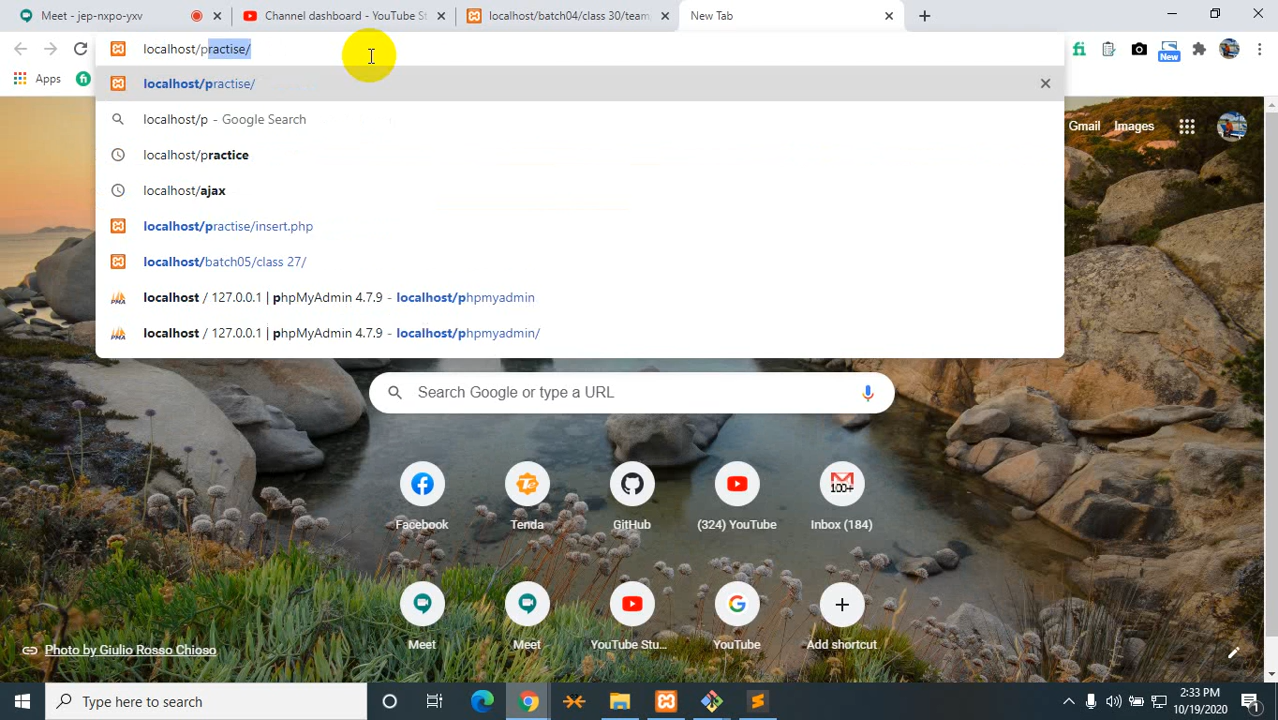 Meet - jep-nxpo-yxv
Channel dashboard - YouTube St
localhost/batch04/class 30/team
New Tab
localhost/practise/
New
Apps
localhost/practise/
localhost/p - Google Search
localhost/practice
localhost/ajax
localhost/practise/insert.php
localhost/batch05/class 27/
localhost / 127.0.0.1 | phpMyAdmin 4.7.9 - localhost/phpmyadmin
localhost / 127.0.0.1 | phpMyAdmin 4.7.9 - localhost/phpmyadmin/
Gmail Images
Search Google or type a URL
100+
Facebook Tenda GitHub (324) YouTube Inbox (184)
Meet Meet YouTube Stu... YouTube Add shortcut
Photo by Giulio Rosso Chioso
Type here to search
2:33 PM
10/19/2020
1